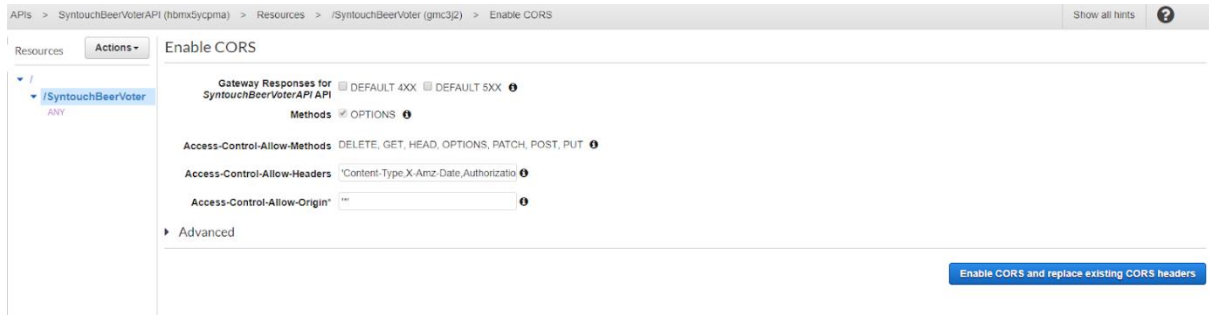 APIs > SyntouchBeerVoterAPI (hbmx5ycpma) > Resources > /SyntouchBeerVoter (gmc3j2) > Enable CORS Show all hints ?
Resources Actions Enable CORS
/
/SyntouchBeerVoter
ANY
Gateway Responses for SyntouchBeerVoterAPI API DEFAULT 4XX DEFAULT 5XX
Methods OPTIONS
Access-Control-Allow-Methods DELETE, GET, HEAD, OPTIONS, PATCH, POST, PUT
Access-Control-Allow-Headers 'Content-Type,X-Amz-Date,Authorizatio
Access-Control-Allow-Origin* '*'
Advanced
Enable CORS and replace existing CORS headers